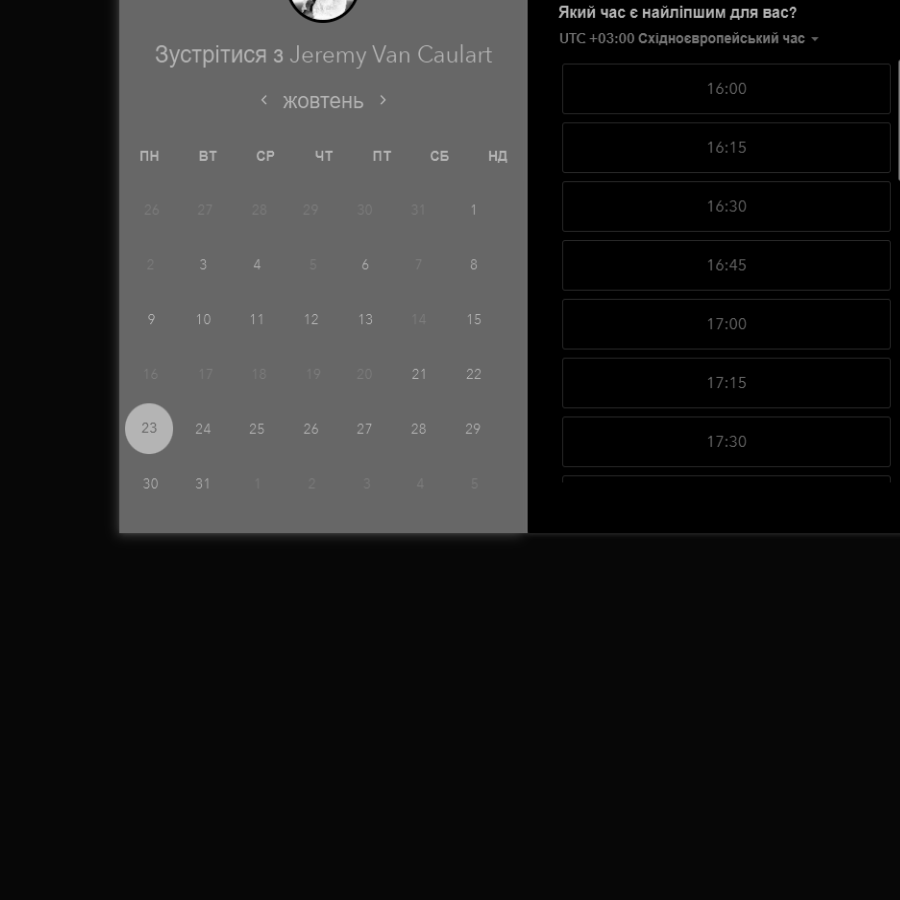 Зустрітися з Jeremy Van Caulart
жовтень
ПН ВТ СР ЧТ ПТ СБ НД
26 27 28 29 30 31 1
2 3 4 5 6 7 8
9 10 11 12 13 14 15
16 17 18 19 20 21 22
23 24 25 26 27 28 29
30 31 1 2 3 4 5
Який час є найліпшим для вас?
UTC +03:00 Східноєвропейський час
16:00
16:15
16:30
16:45
17:00
17:15
17:30